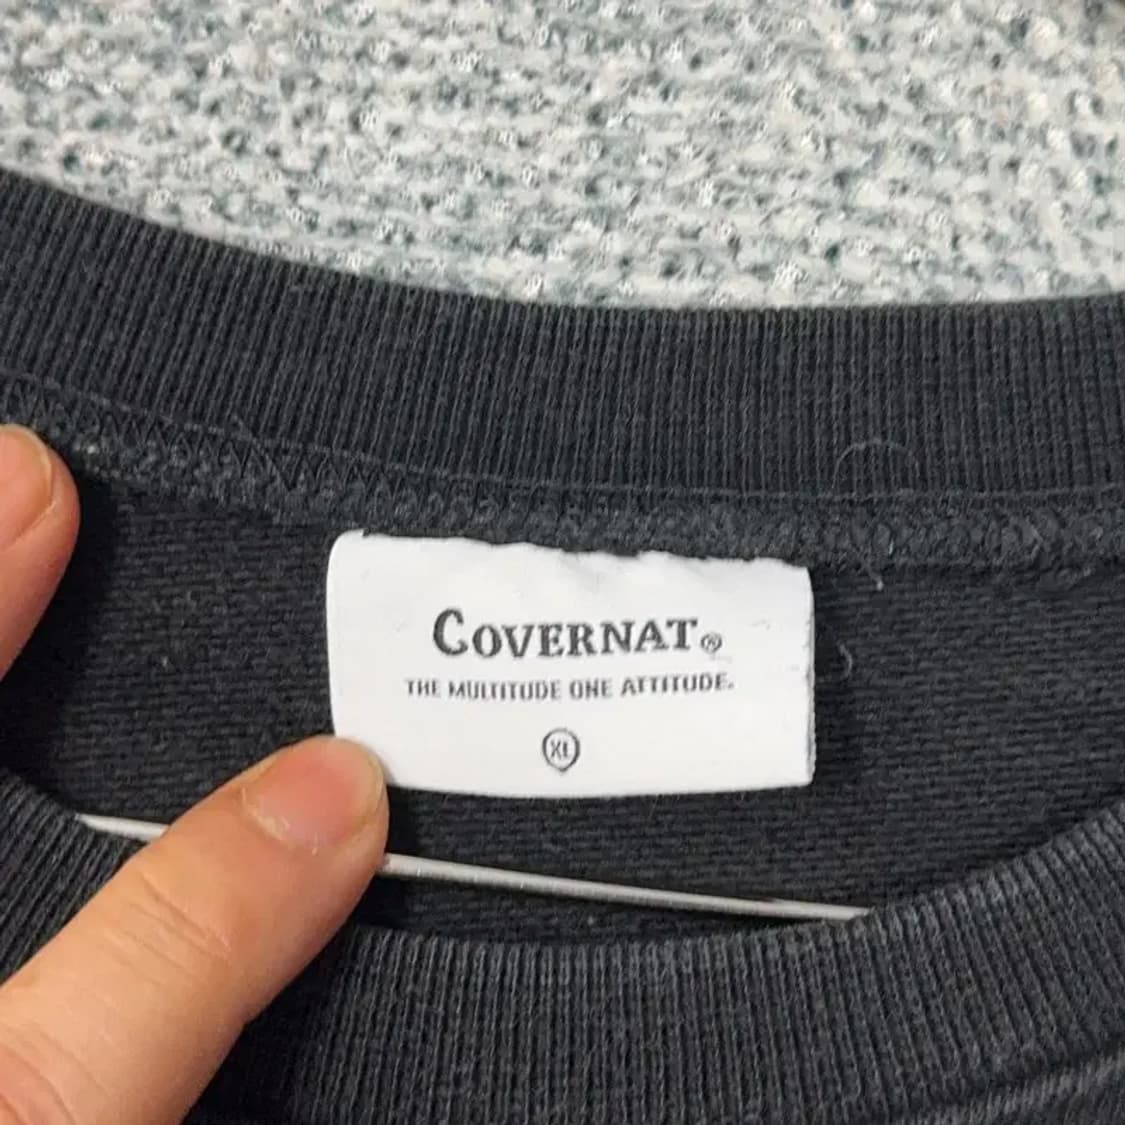 COVERNAT®
THE MULTITUDE ONE ATTITUDE.
XL